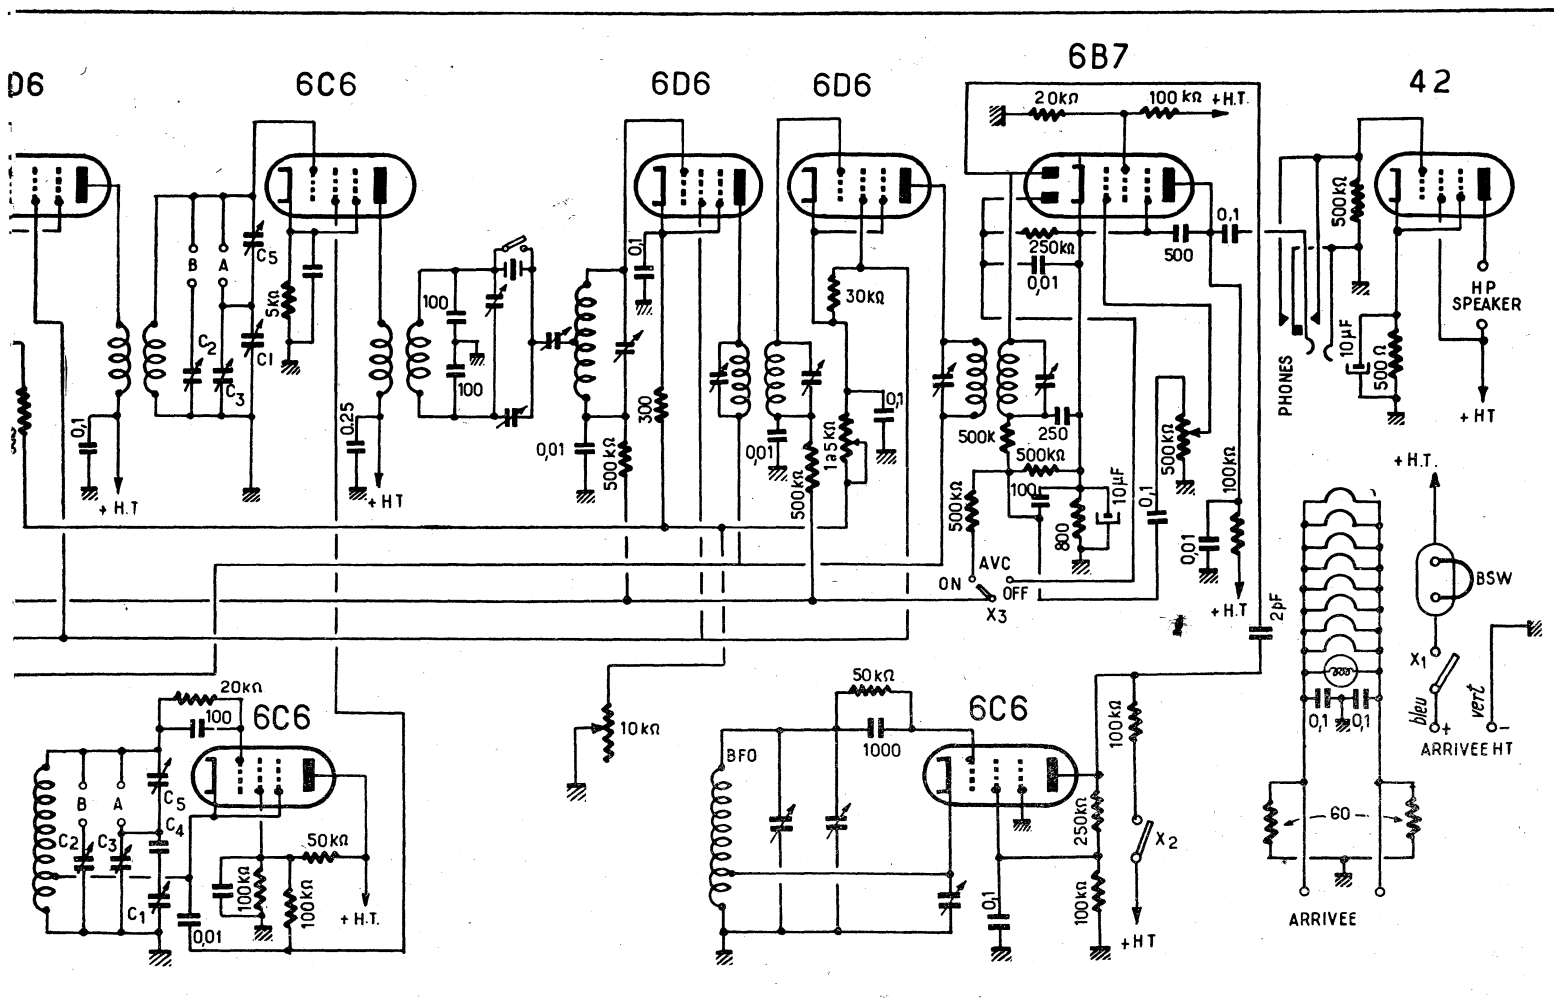 D6
6C6
6D6
6D6
6B7
42
20kΩ
100 kΩ
+H.T.
B
A
C5
5kΩ
C2
C1
C3
0,1
+ H.T
100
100
0.25
+ HT
0,1
0,01
500kΩ
300
30kΩ
0,1
1à5kΩ
0,01
500kΩ
250kΩ
0,01
500
0,1
500k
250
500kΩ
100
500kΩ
800
10µF
0,1
500kΩ
100kΩ
0,01
+H.T
AVC
ON
OFF
X3
2pF
500kΩ
PHONES
10µF
500 Ω
HP
SPEAKER
+ HT
+H.T.
BSW
X1
bleu
vert
+
-
ARRIVEE HT
0,1
0,1
60
ARRIVEE
20kΩ
100
6C6
B
A
C5
C2
C3
C4
C1
50kΩ
100kΩ
100kΩ
0,01
+ H.T.
10kΩ
BFO
50kΩ
1000
6C6
100kΩ
250kΩ
X2
0,1
100kΩ
+HT